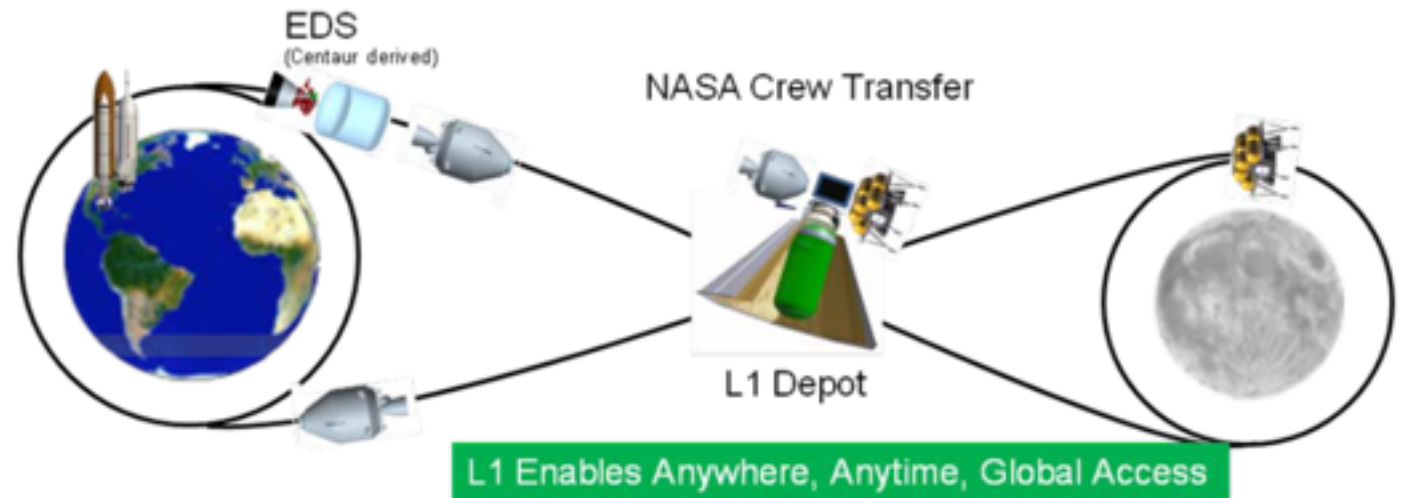 EDS
(Centaur derived)
NASA Crew Transfer
L1 Depot
L1 Enables Anywhere, Anytime, Global Access